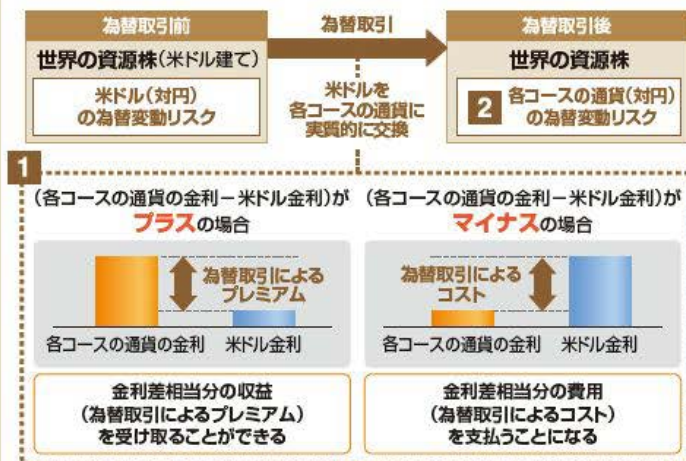 為替取引前
世界の資源株(米ドル建て)
米ドル(対円)
の為替変動リスク
為替取引
米ドルを
各コースの通貨に
実質的に交換
為替取引後
世界の資源株
2 各コースの通貨(対円)
の為替変動リスク
1
(各コースの通貨の金利−米ドル金利)が
プラスの場合
為替取引による
プレミアム
各コースの通貨の金利 米ドル金利
金利差相当分の収益
(為替取引によるプレミアム)
を受け取ることができる
(各コースの通貨の金利−米ドル金利)が
マイナスの場合
為替取引による
コスト
各コースの通貨の金利 米ドル金利
金利差相当分の費用
(為替取引によるコスト)
を支払うことになる